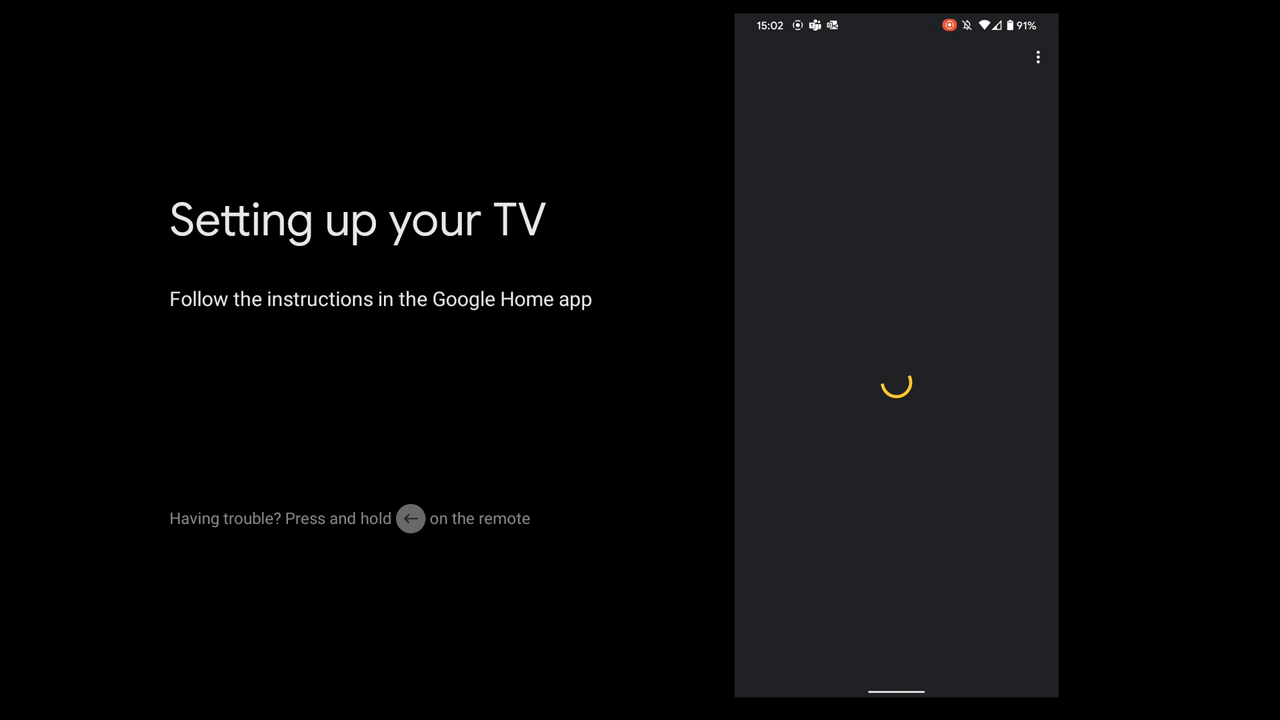 15:02
91%
Setting up your TV
Follow the instructions in the Google Home app
Having trouble? Press and hold ← on the remote